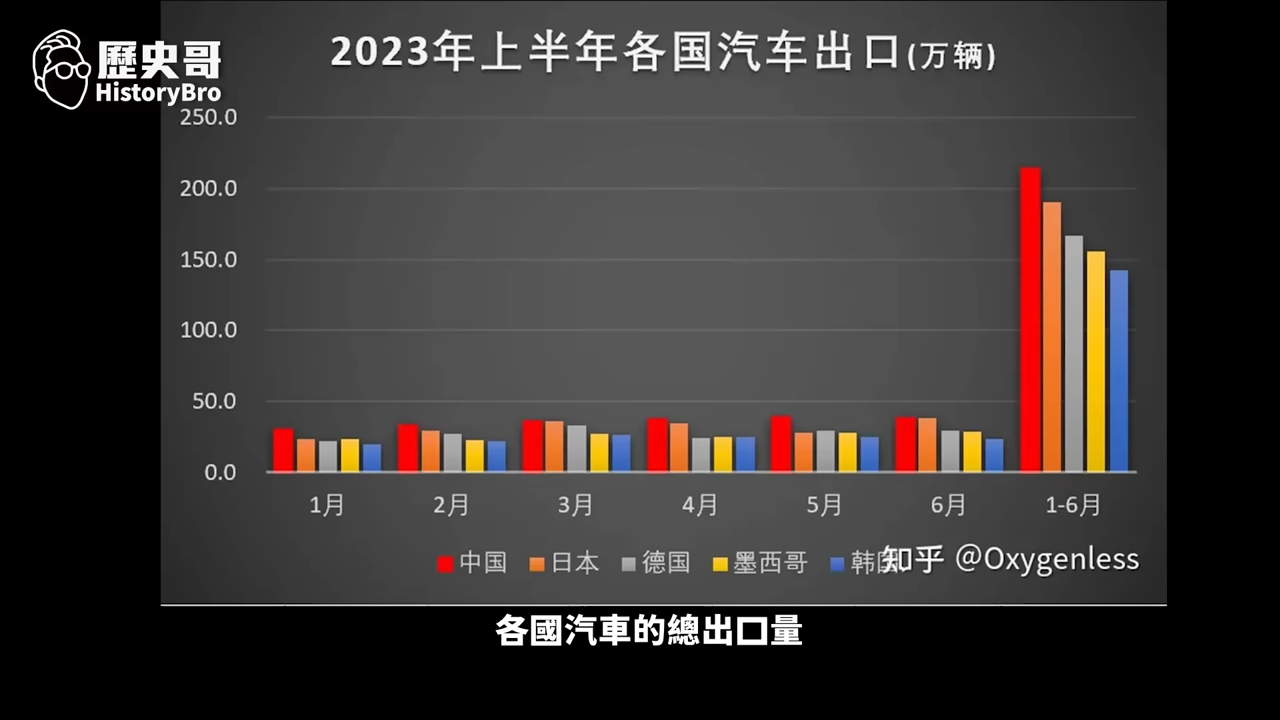 歷史哥
HistoryBro
2023年上半年各国汽车出口(万辆)
250.0
200.0
150.0
100.0
50.0
0.0
1月 2月 3月 4月 5月 6月 1-6月
中国 日本 德国 墨西哥 韩国
知乎 @Oxygenless
各國汽車的總出口量